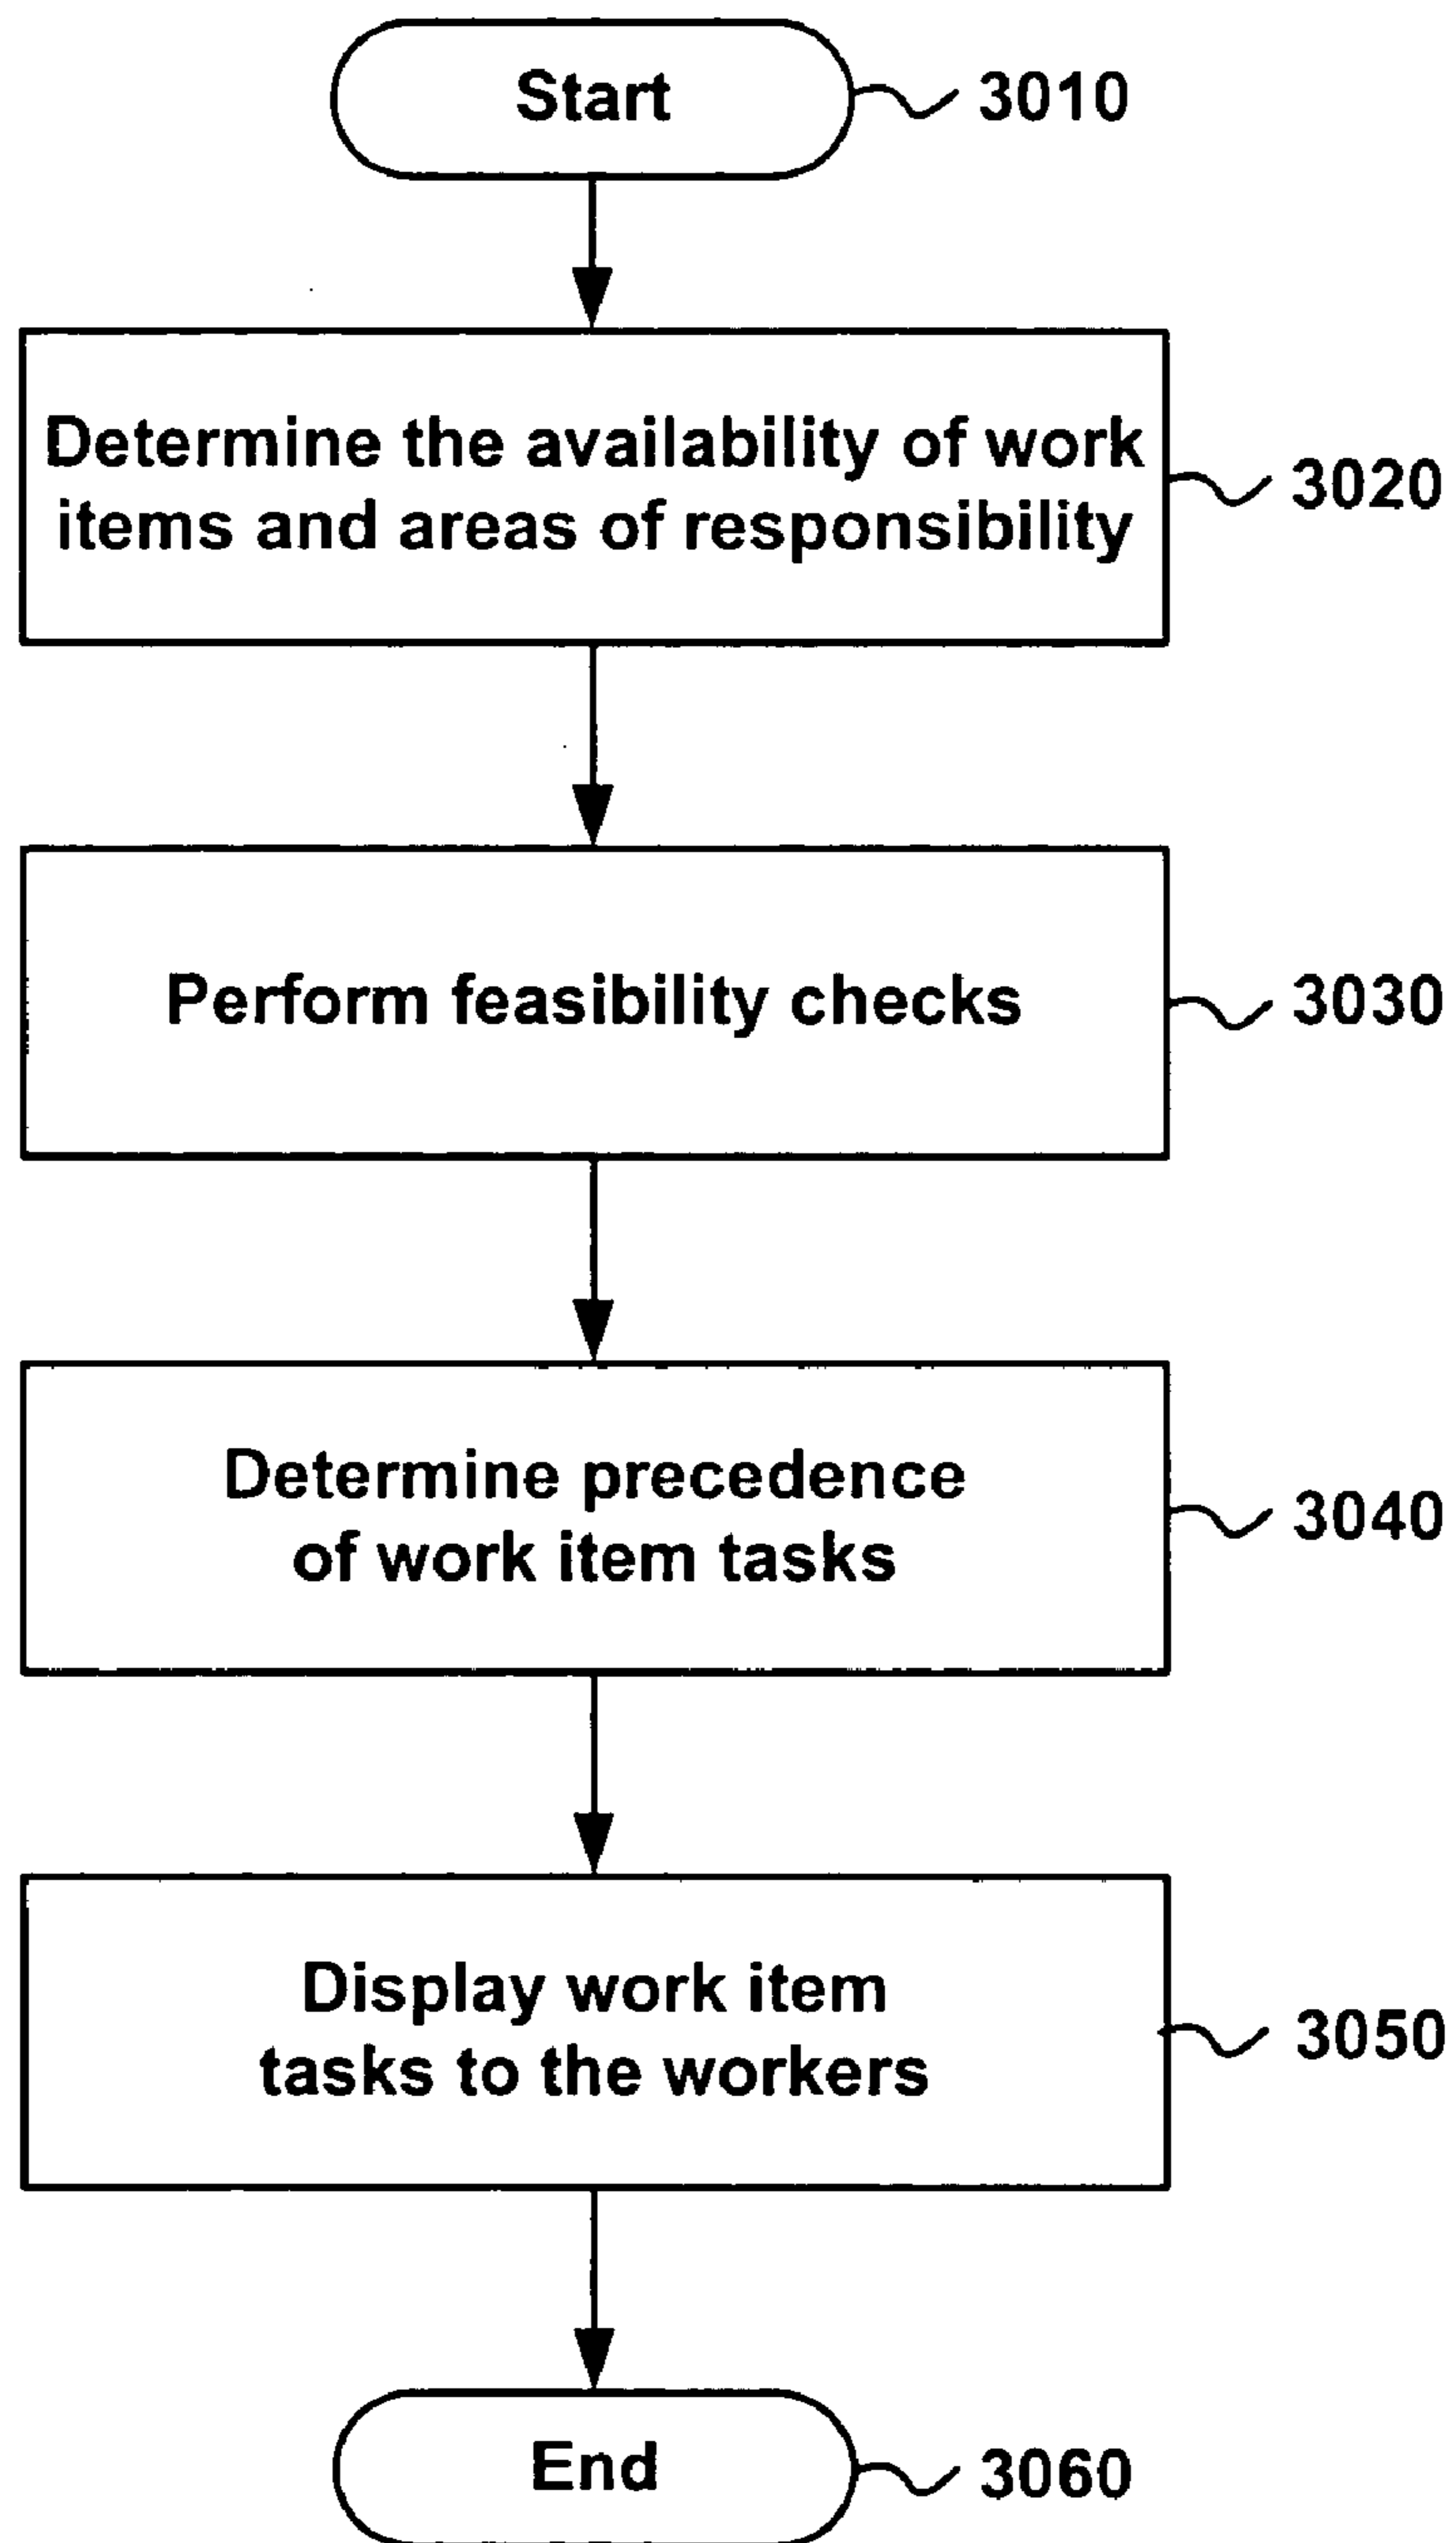 Start
3010
Determine the availability of work
items and areas of responsibility
3020
Perform feasibility checks
3030
Determine precedence
of work item tasks
3040
Display work item
tasks to the workers
3050
End
3060